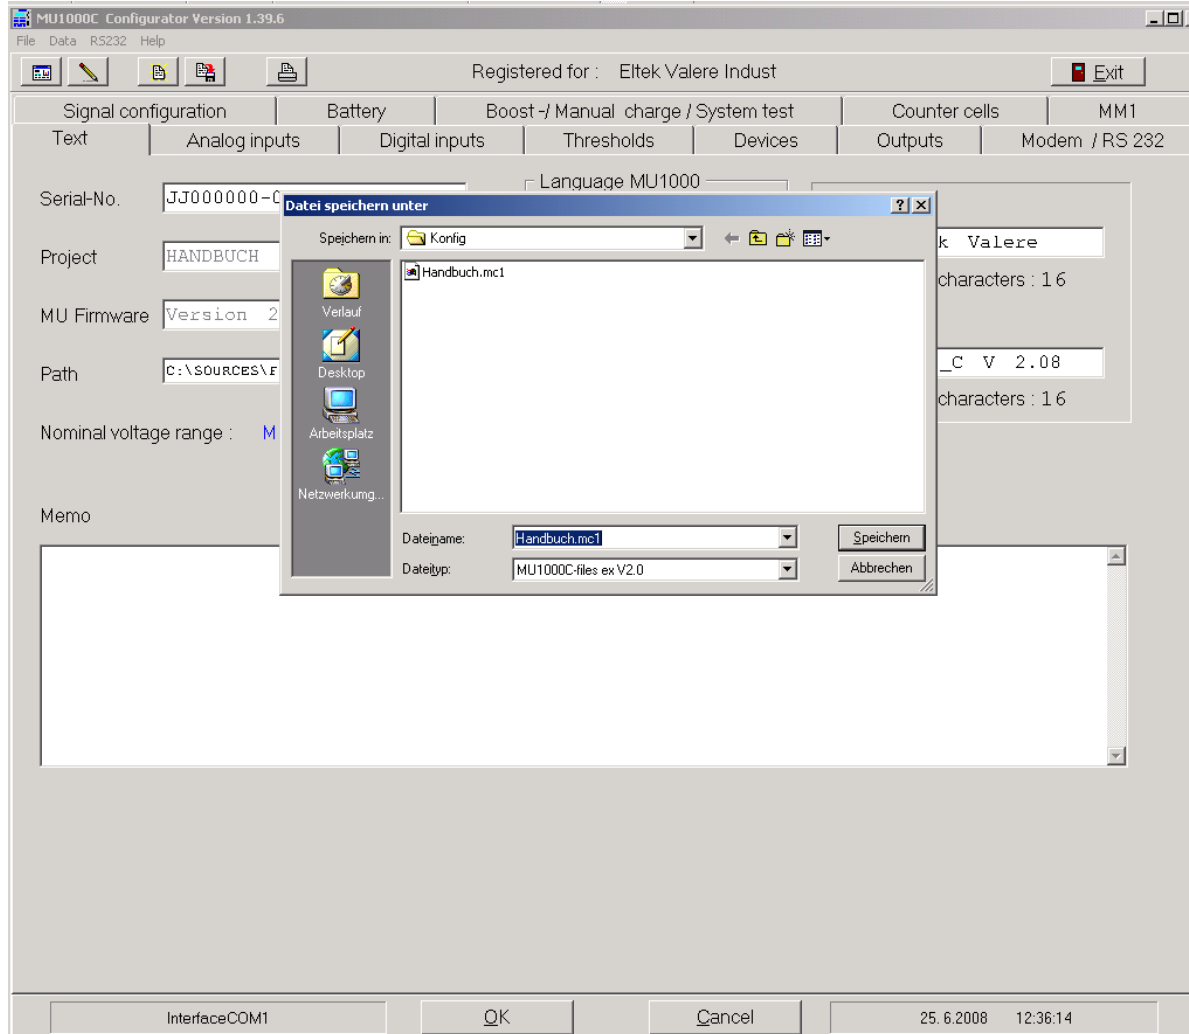 MU1000C Configurator Version 1.39.6
File Data RS232 Help
Registered for : Eltek Valere Indust
Exit
Signal configuration Battery Boost -/ Manual charge / System test Counter cells MM1
Text Analog inputs Digital inputs Thresholds Devices Outputs Modem / RS 232
Language MU1000
Serial-No. JJ000000-
Datei speichern unter
Speichern in: Konfig
Project HANDBUCH
k Valere
characters : 16
Handbuch.mc1
Verlauf
MU Firmware Version 2
Desktop
Path C:\SOURCES\
_C V 2.08
characters : 16
Arbeitsplatz
Nominal voltage range : M
Netzwerkumg...
Memo
Dateiname: Handbuch.mc1 Speichern
Dateityp: MU1000C-files ex V2.0 Abbrechen
InterfaceCOM1 OK Cancel 25. 6.2008 12:36:14